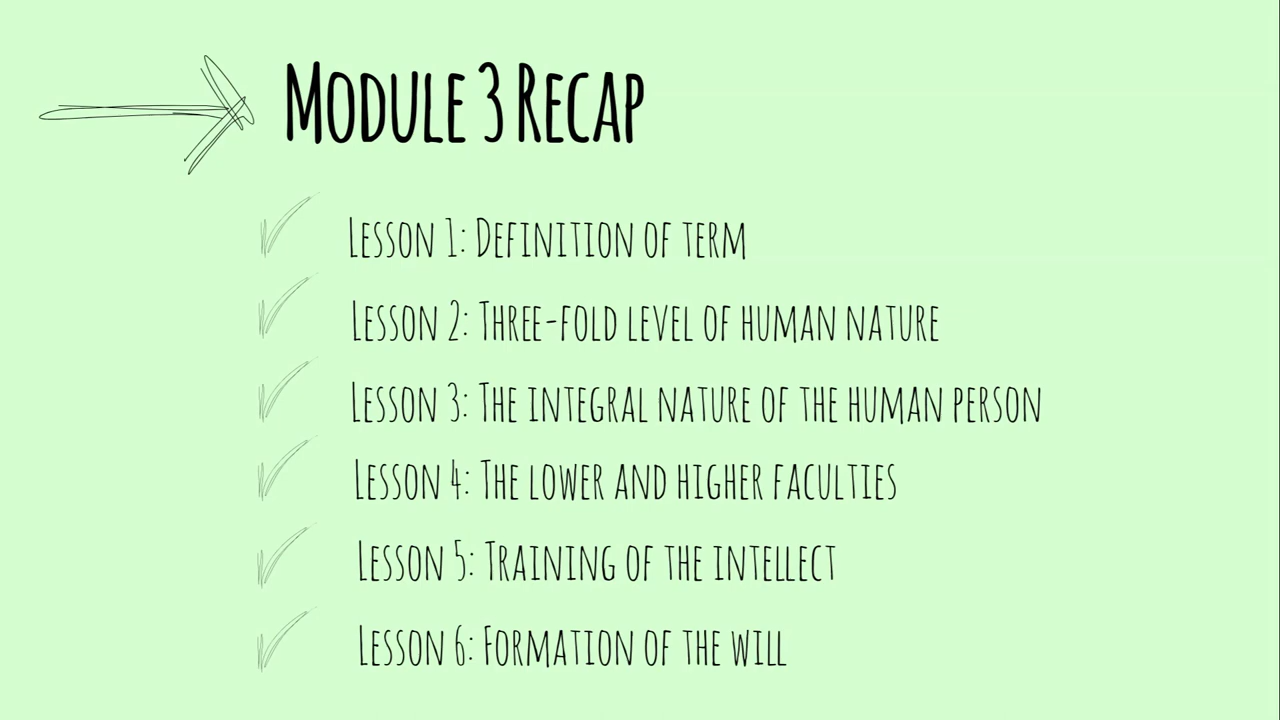 Module 3 Recap
Lesson 1: Definition of term
Lesson 2: Three-fold level of human nature
Lesson 3: The integral nature of the human person
Lesson 4: The lower and higher faculties
Lesson 5: Training of the intellect
Lesson 6: Formation of the will